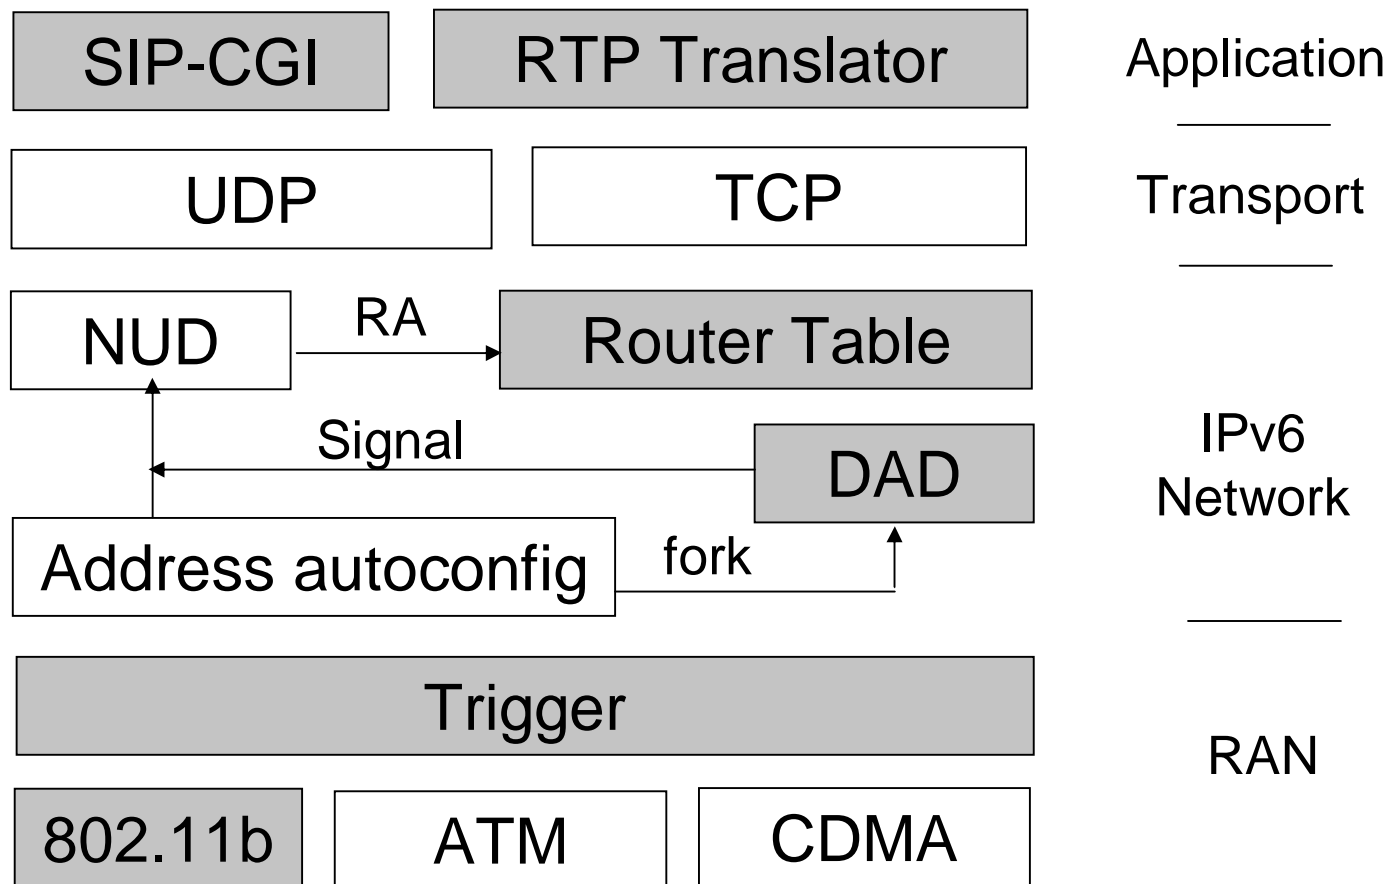 SIP-CGI
RTP Translator
Application
UDP
TCP
Transport
NUD
RA
Router Table
Signal
DAD
IPv6
Network
Address autoconfig
fork
Trigger
RAN
802.11b
ATM
CDMA